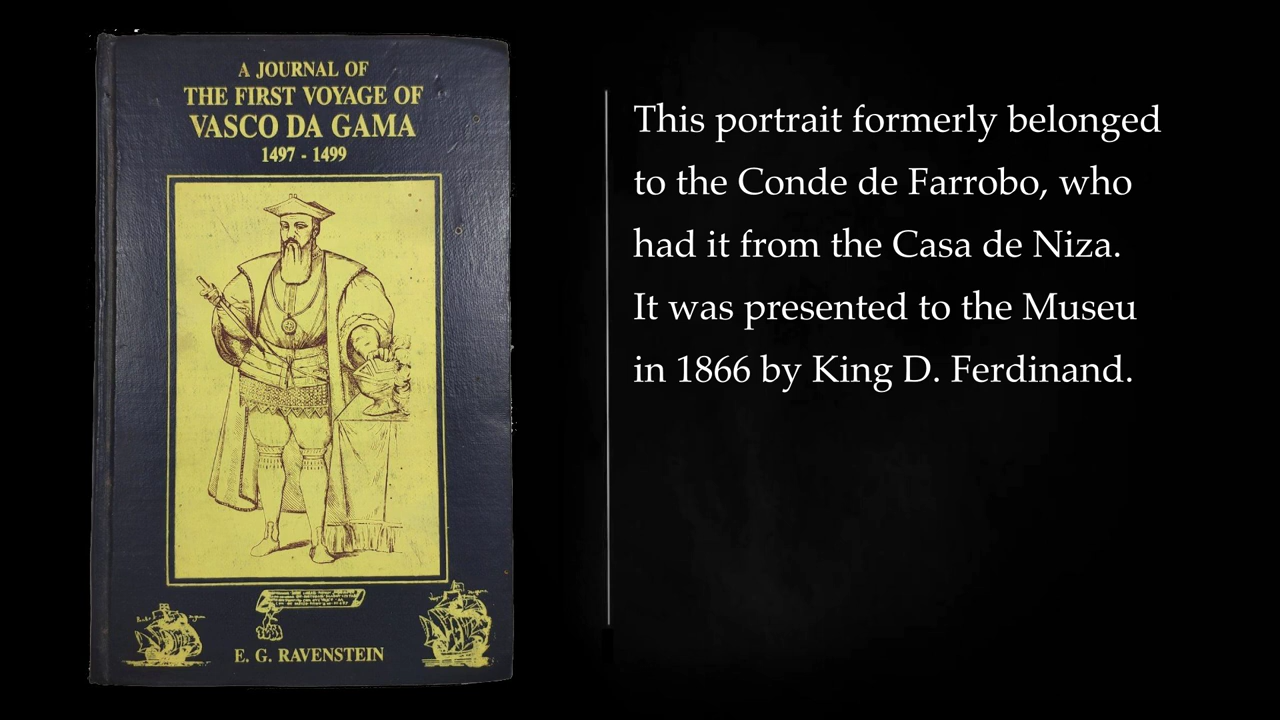 A JOURNAL OF
THE FIRST VOYAGE OF
VASCO DA GAMA
1497 - 1499
E. G. RAVENSTEIN
This portrait formerly belonged
to the Conde de Farrobo, who
had it from the Casa de Niza.
It was presented to the Museu
in 1866 by King D. Ferdinand.